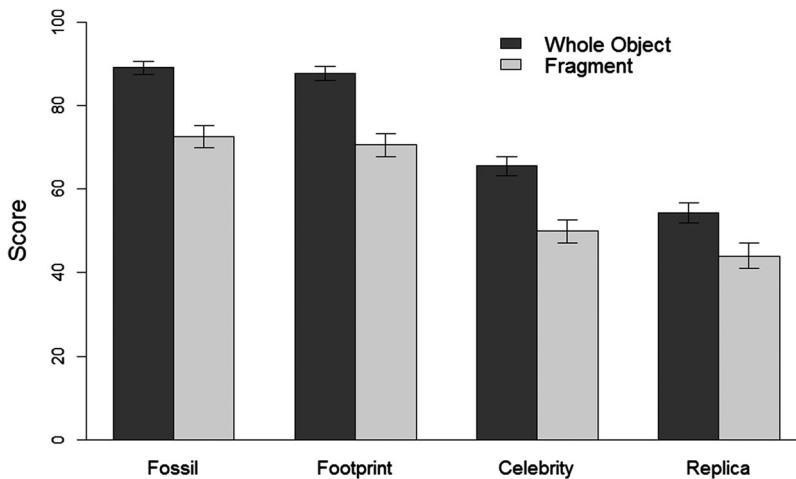 100
80
60
40
20
0
Score
Whole Object
Fragment
Fossil
Footprint
Celebrity
Replica